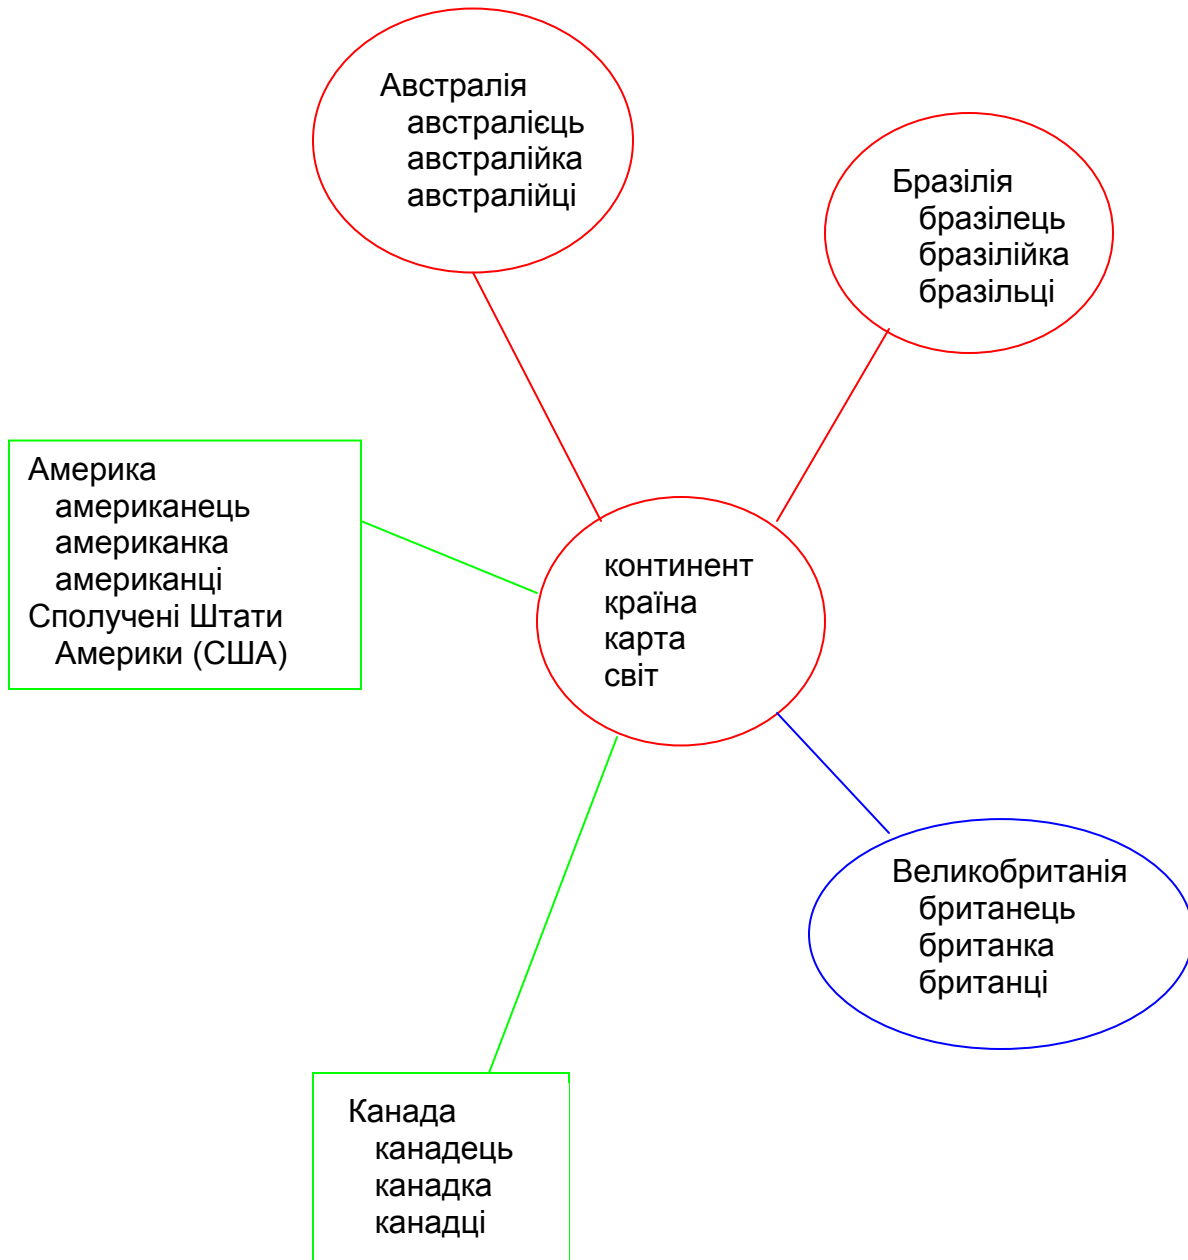 Австралія
австралієць
австралійка
австралійці
Бразілія
бразілець
бразілійка
бразільці
Америка
американець
американка
американці
Сполучені Штати
Америки (США)
континент
країна
карта
світ
Великобританія
британець
британка
британці
Канада
канадець
канадка
канадці